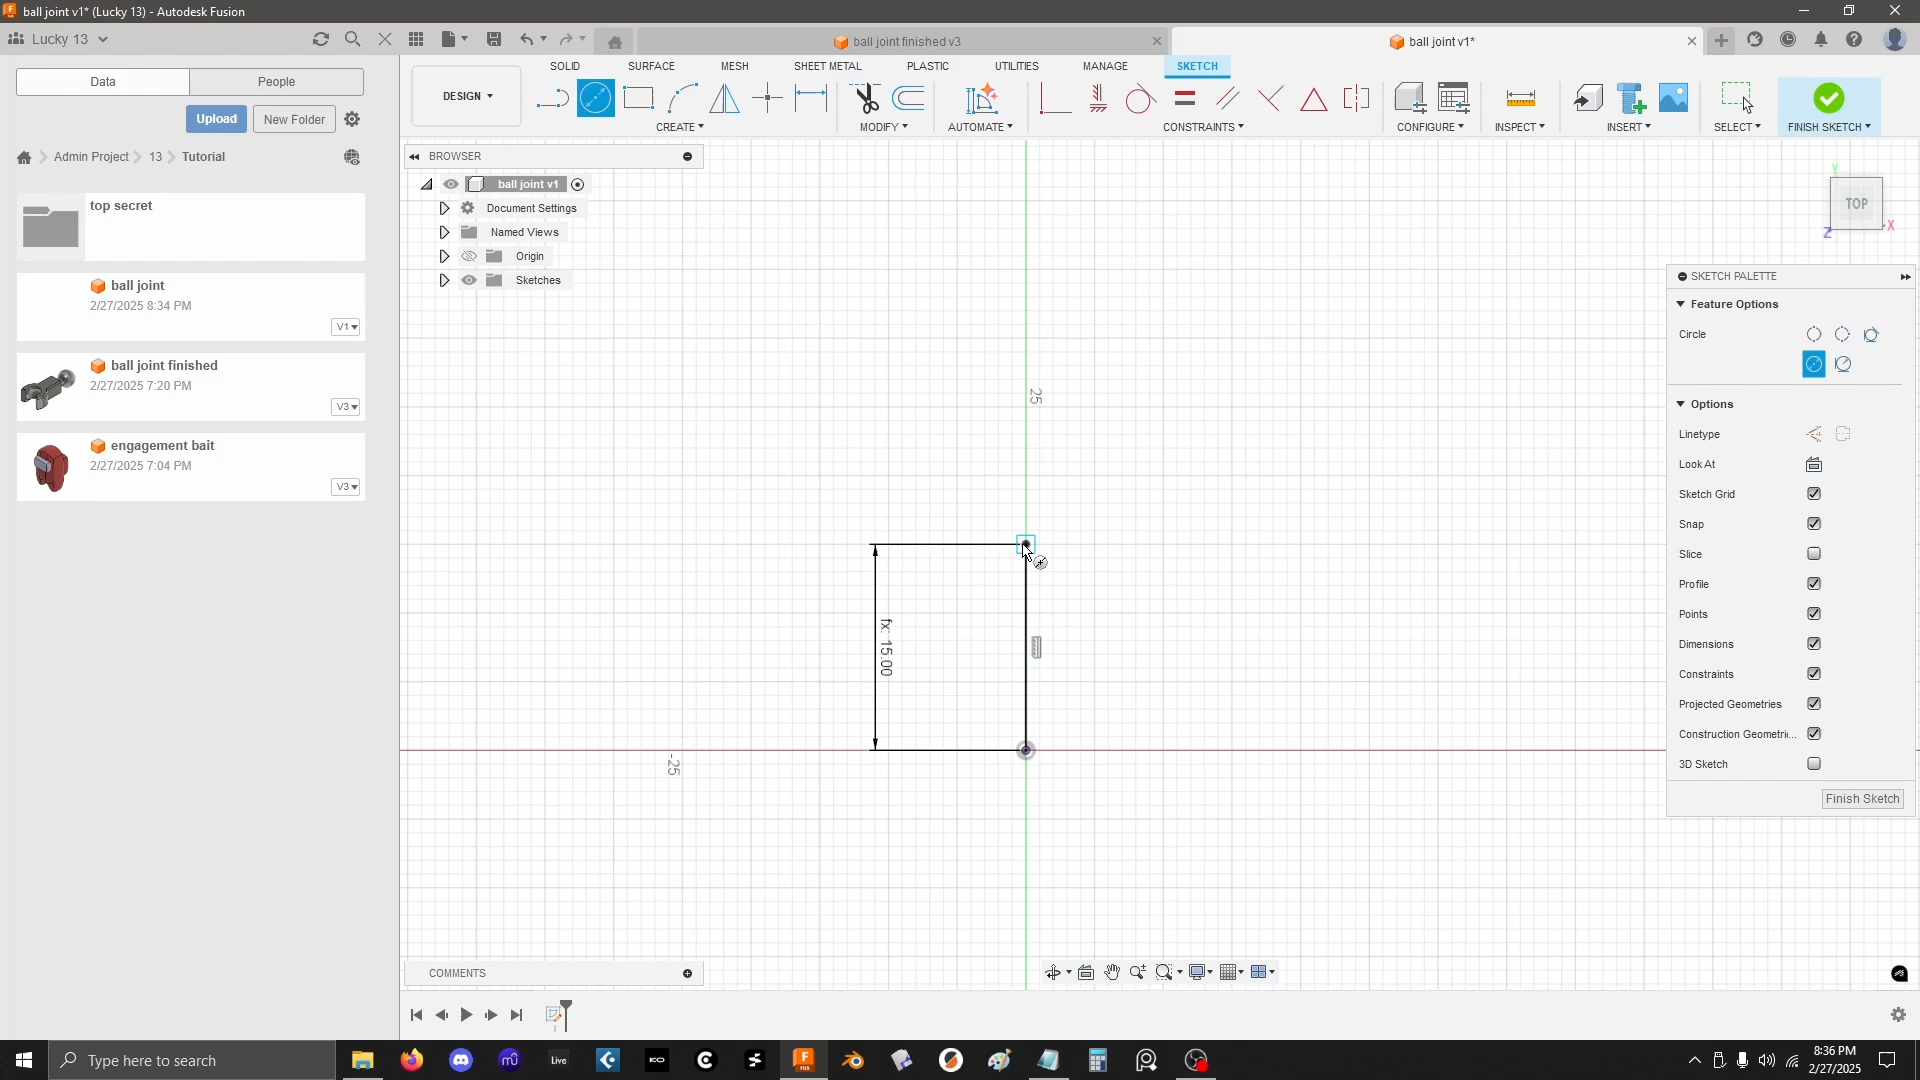 ball joint v1* (Lucky 13) - Autodesk Fusion
Lucky 13
ball joint finished v3
ball joint v1*
Data
People
Upload
New Folder
Admin Project
13
Tutorial
top secret
ball joint
2/27/2025 8:34 PM
V1
ball joint finished
2/27/2025 7:20 PM
V3
engagement bait
2/27/2025 7:04 PM
V3
DESIGN
SOLID
SURFACE
MESH
SHEET METAL
PLASTIC
UTILITIES
MANAGE
SKETCH
CREATE
MODIFY
AUTOMATE
CONSTRAINTS
CONFIGURE
INSPECT
INSERT
SELECT
FINISH SKETCH
BROWSER
ball joint v1
Document Settings
Named Views
Origin
Sketches
25
fx: 15.00
-25
Y
TOP
X
Z
SKETCH PALETTE
Feature Options
Circle
Options
Linetype
Look At
Sketch Grid
Snap
Slice
Profile
Points
Dimensions
Constraints
Projected Geometries
Construction Geometri...
3D Sketch
Finish Sketch
COMMENTS
Type here to search
Live
F
FUS
8:36 PM
2/27/2025